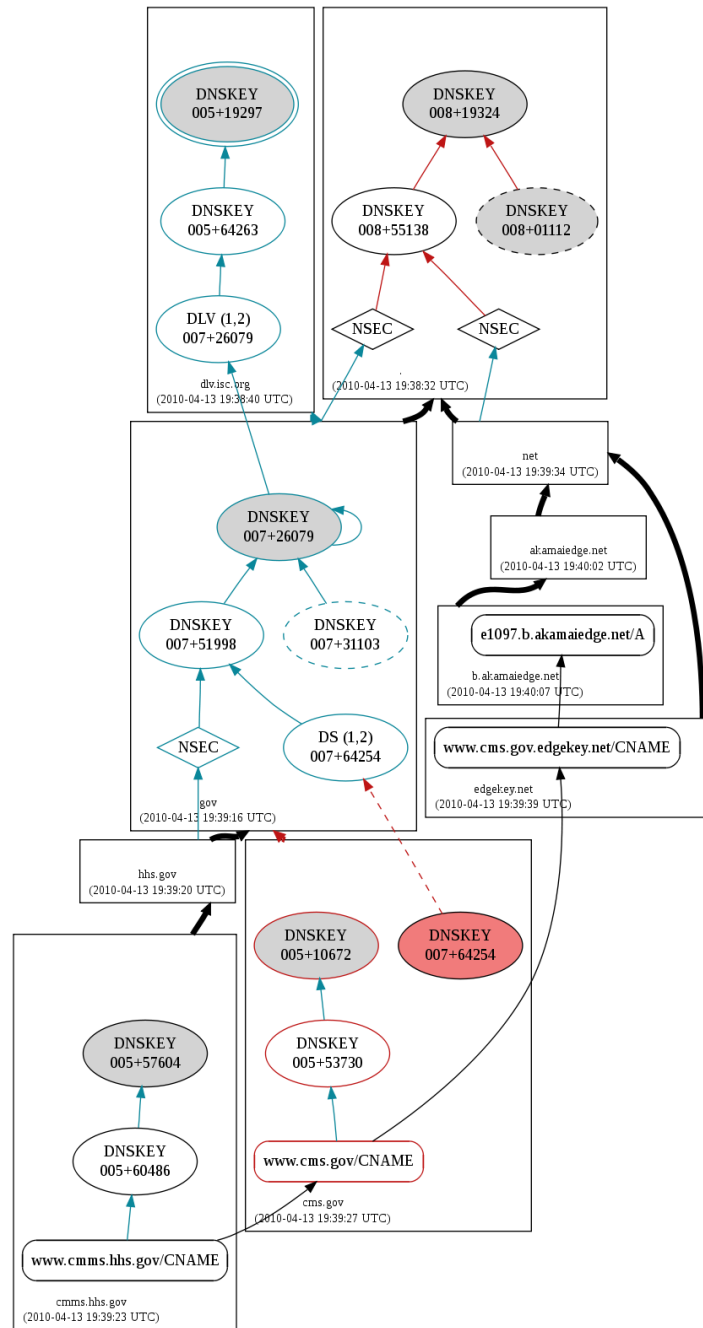 DNSKEY
005+19297
DNSKEY
005+64263
DLV (1,2)
007+26079
dlv.isc.org
(2010-04-13 19:38:40 UTC)
DNSKEY
008+19324
DNSKEY
008+55138
DNSKEY
008+01112
NSEC
NSEC
.
(2010-04-13 19:38:32 UTC)
DNSKEY
007+26079
DNSKEY
007+51998
DNSKEY
007+31103
NSEC
DS (1,2)
007+64254
gov
(2010-04-13 19:39:16 UTC)
net
(2010-04-13 19:39:34 UTC)
akamaiedge.net
(2010-04-13 19:40:02 UTC)
e1097.b.akamaiedge.net/A
b.akamaiedge.net
(2010-04-13 19:40:07 UTC)
www.cms.gov.edgekey.net/CNAME
edgekey.net
(2010-04-13 19:39:39 UTC)
hhs.gov
(2010-04-13 19:39:20 UTC)
DNSKEY
005+10672
DNSKEY
007+64254
DNSKEY
005+53730
www.cms.gov/CNAME
cms.gov
(2010-04-13 19:39:27 UTC)
DNSKEY
005+57604
DNSKEY
005+60486
www.cmms.hhs.gov/CNAME
cmms.hhs.gov
(2010-04-13 19:39:23 UTC)